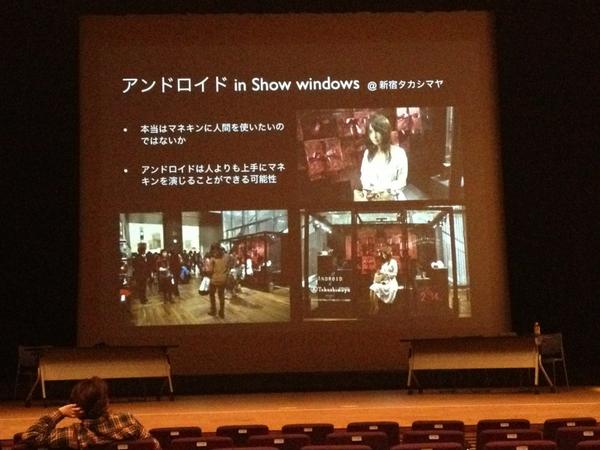 アンドロイド in Show windows @ 新宿タカシマヤ
• 本当はマネキンに人間を使いたいの
ではないか
• アンドロイドは人よりも上手にマネ
キンを演じることができる可能性
ANDROID
Takashimaya